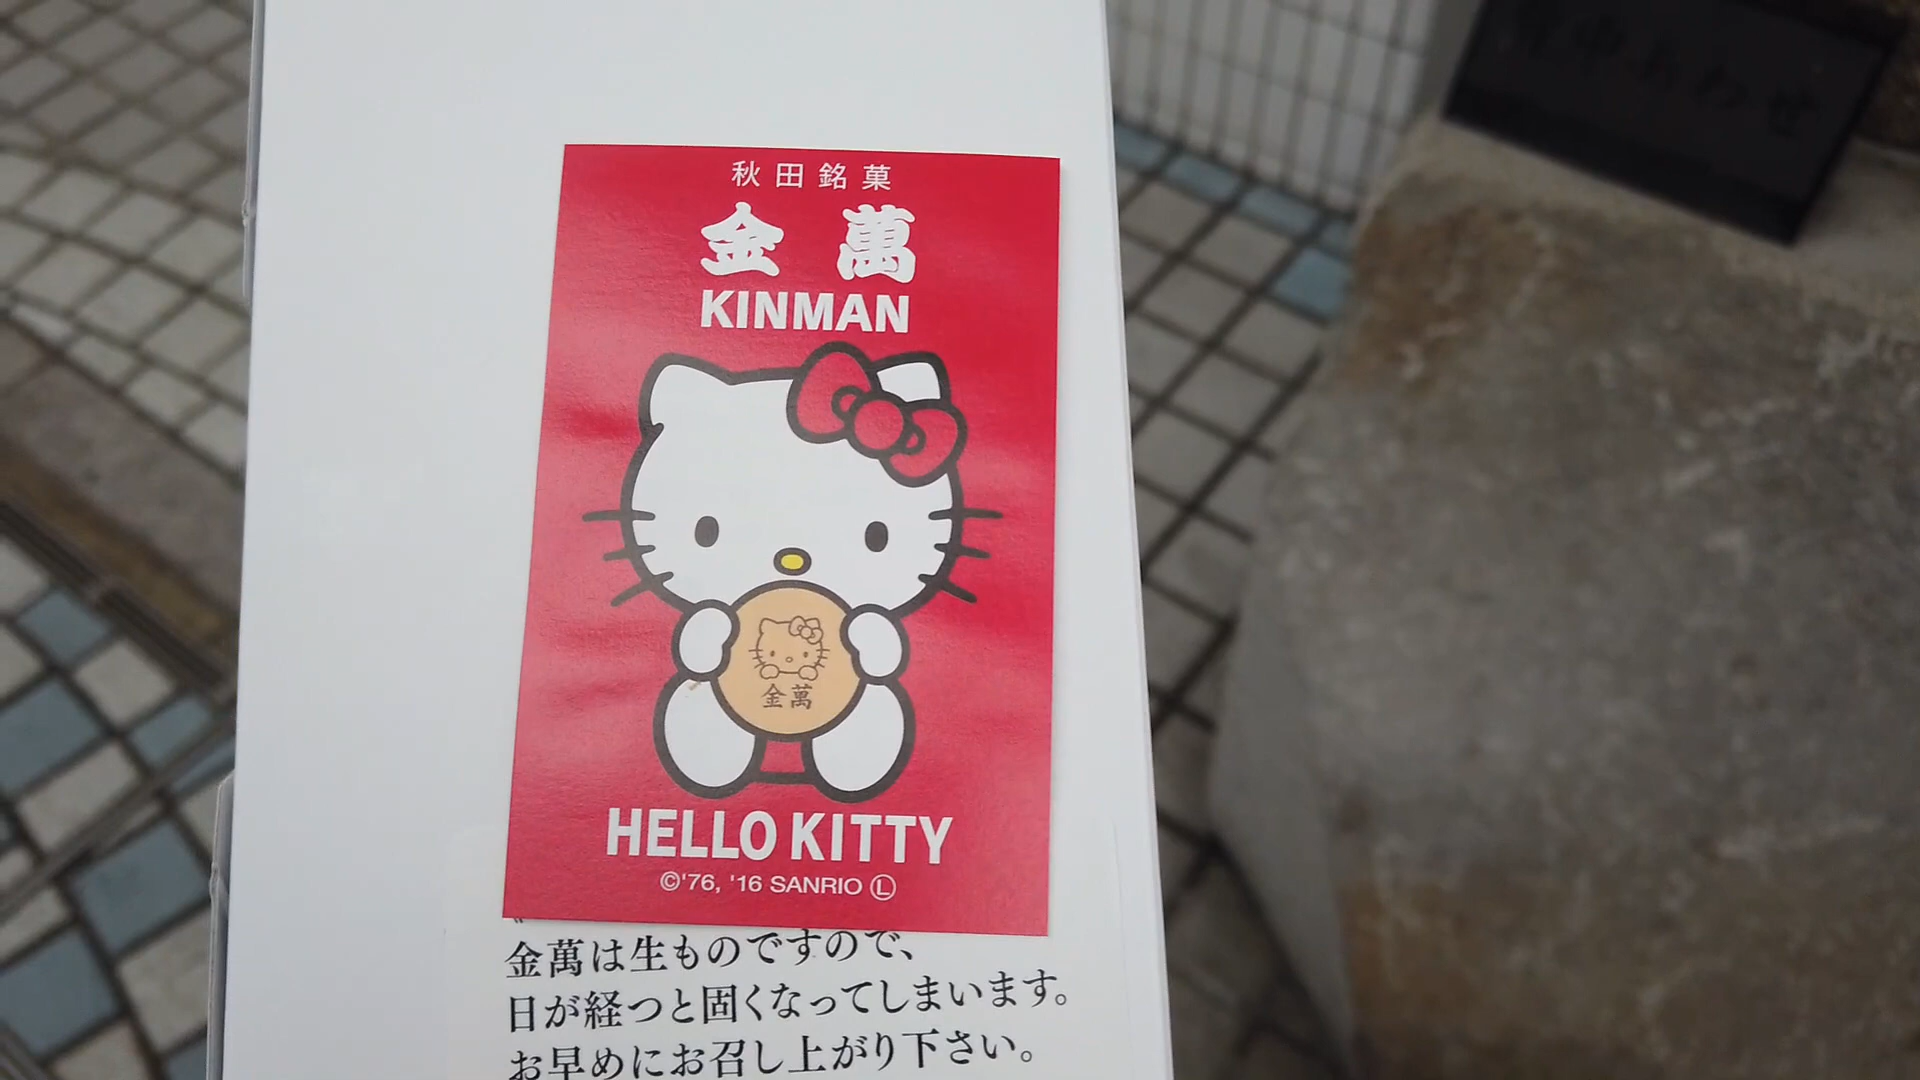 秋田銘菓
金萬
KINMAN
金萬
HELLO KITTY
©'76, '16 SANRIO Ⓛ
金萬は生ものですので、
日が経つと固くなってしまいます。
お早めにお召し上がり下さい。